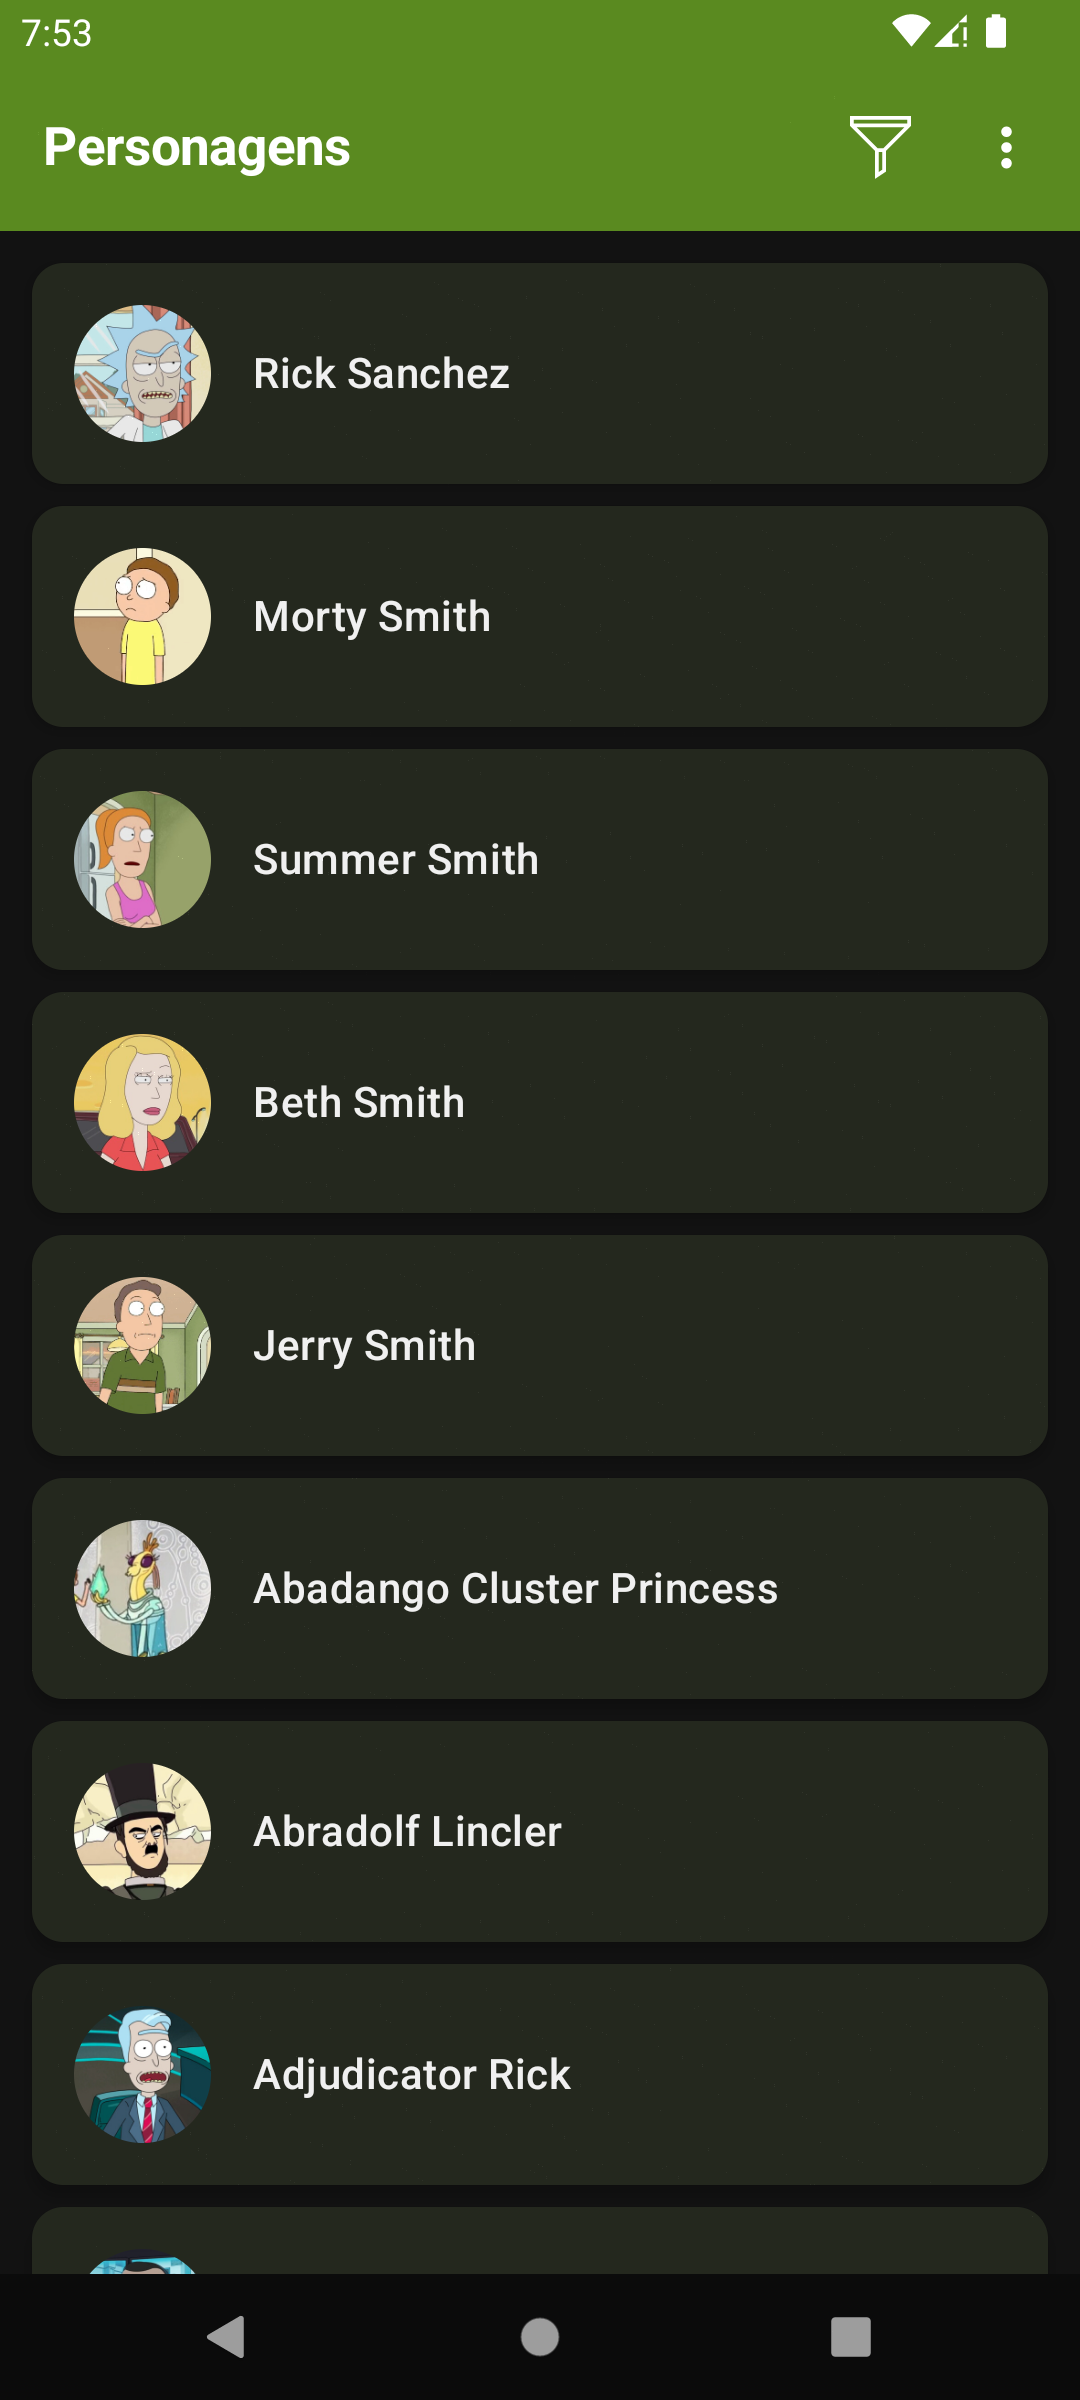 7:53
Personagens
Rick Sanchez
Morty Smith
Summer Smith
Beth Smith
Jerry Smith
Abadango Cluster Princess
Abradolf Lincler
Adjudicator Rick